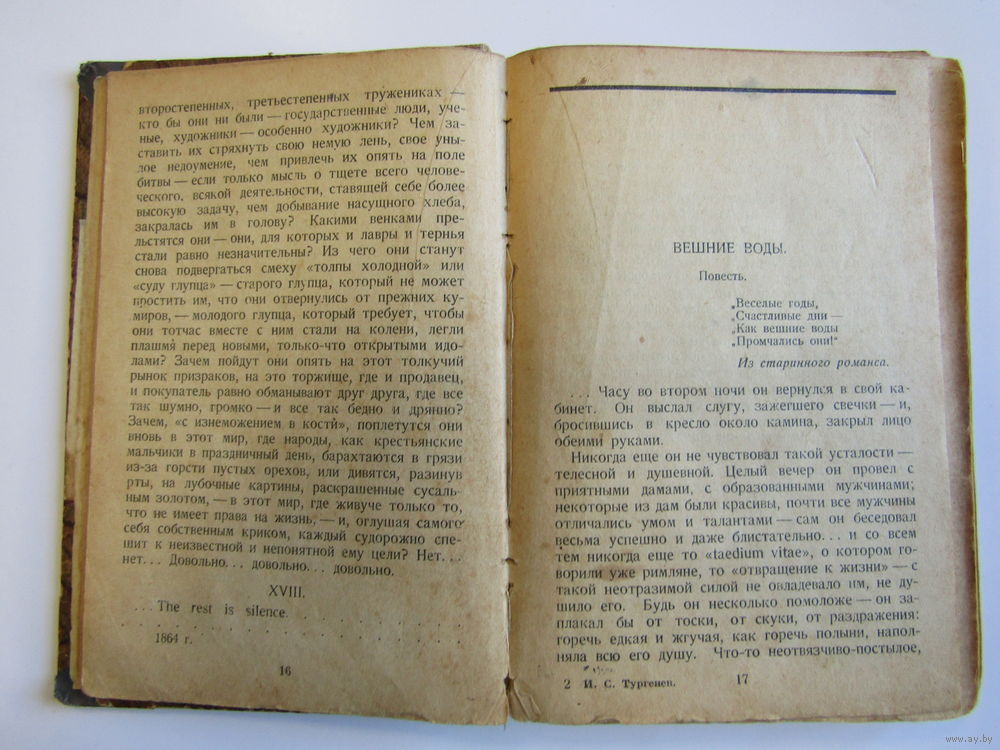 второстепенных, третьестепенных тружениках —
кто бы они ни были — государственные люди, уче-
ные, художники — особенно художники? Чем за-
ставить их стряхнуть свою немую лень, свое уны-
лое недоумение, чем привлечь их опять на поле
битвы — если только мысль о тщете всего челове-
ческого, всякой деятельности, ставящей себе более
высокую задачу, чем добывание насущного хлеба,
закралась им в голову? Какими венками пре-
льстятся они — они, для которых и лавры и тернья
стали равно незначительны? Из чего они станут
снова подвергаться смеху «толпы холодной» или
«суду глупца» — старого глупца, который не может
простить им, что они отвернулись от прежних ку-
миров, — молодого глупца, который требует, чтобы
они тотчас вместе с ним стали на колени, легли
плашмя перед новыми, только-что открытыми идо-
лами? Зачем пойдут они опять на этот толкучий
рынок призраков, на это торжище, где и продавец,
и покупатель равно обманывают друг друга, где все
так шумно, громко — и все так бедно и дрянно?
Зачем, «с изнеможением в кости», поплетутся они
вновь в этот мир, где народы, как крестьянские
мальчики в праздничный день, барахтаются в грязи
из-за горсти пустых орехов, или дивятся, разинув
рты, на лубочные картины, раскрашенные сусаль-
ным золотом, — в этот мир, где живуче только то,
что не имеет права на жизнь, — и, оглушая самого
себя собственным криком, каждый судорожно спе-
шит к неизвестной и непонятной ему цели? Нет...
нет... Довольно... довольно... довольно.
XVIII.
... The rest is silence. . . . . . . . . .
. . . . . . . . . . . . . . . . . . . .
1864 г.
16
ВЕШНИЕ ВОДЫ.
Повесть.
„Веселые годы,
„Счастливые дни —
„Как вешние воды
„Промчались они!"
Из старинного романса.
... Часу во втором ночи он вернулся в свой ка-
бинет. Он выслал слугу, зажегшего свечки — и,
бросившись в кресло около камина, закрыл лицо
обеими руками.
Никогда еще он не чувствовал такой усталости —
телесной и душевной. Целый вечер он провел с
приятными дамами, с образованными мужчинами;
некоторые из дам были красивы, почти все мужчины
отличались умом и талантами — сам он беседовал
весьма успешно и даже блистательно... и со всем
тем никогда еще то «taedium vitae», о котором го-
ворили уже римляне, то «отвращение к жизни» — с
такой неотразимой силой не овладевало им, не ду-
шило его. Будь он несколько помоложе — он за-
плакал бы от тоски, от скуки, от раздражения:
горечь едкая и жгучая, как горечь полыни, напол-
няла всю его душу. Что-то неотвязчиво-постылое,
2 И. С. Тургенев.
17
www.ay.by